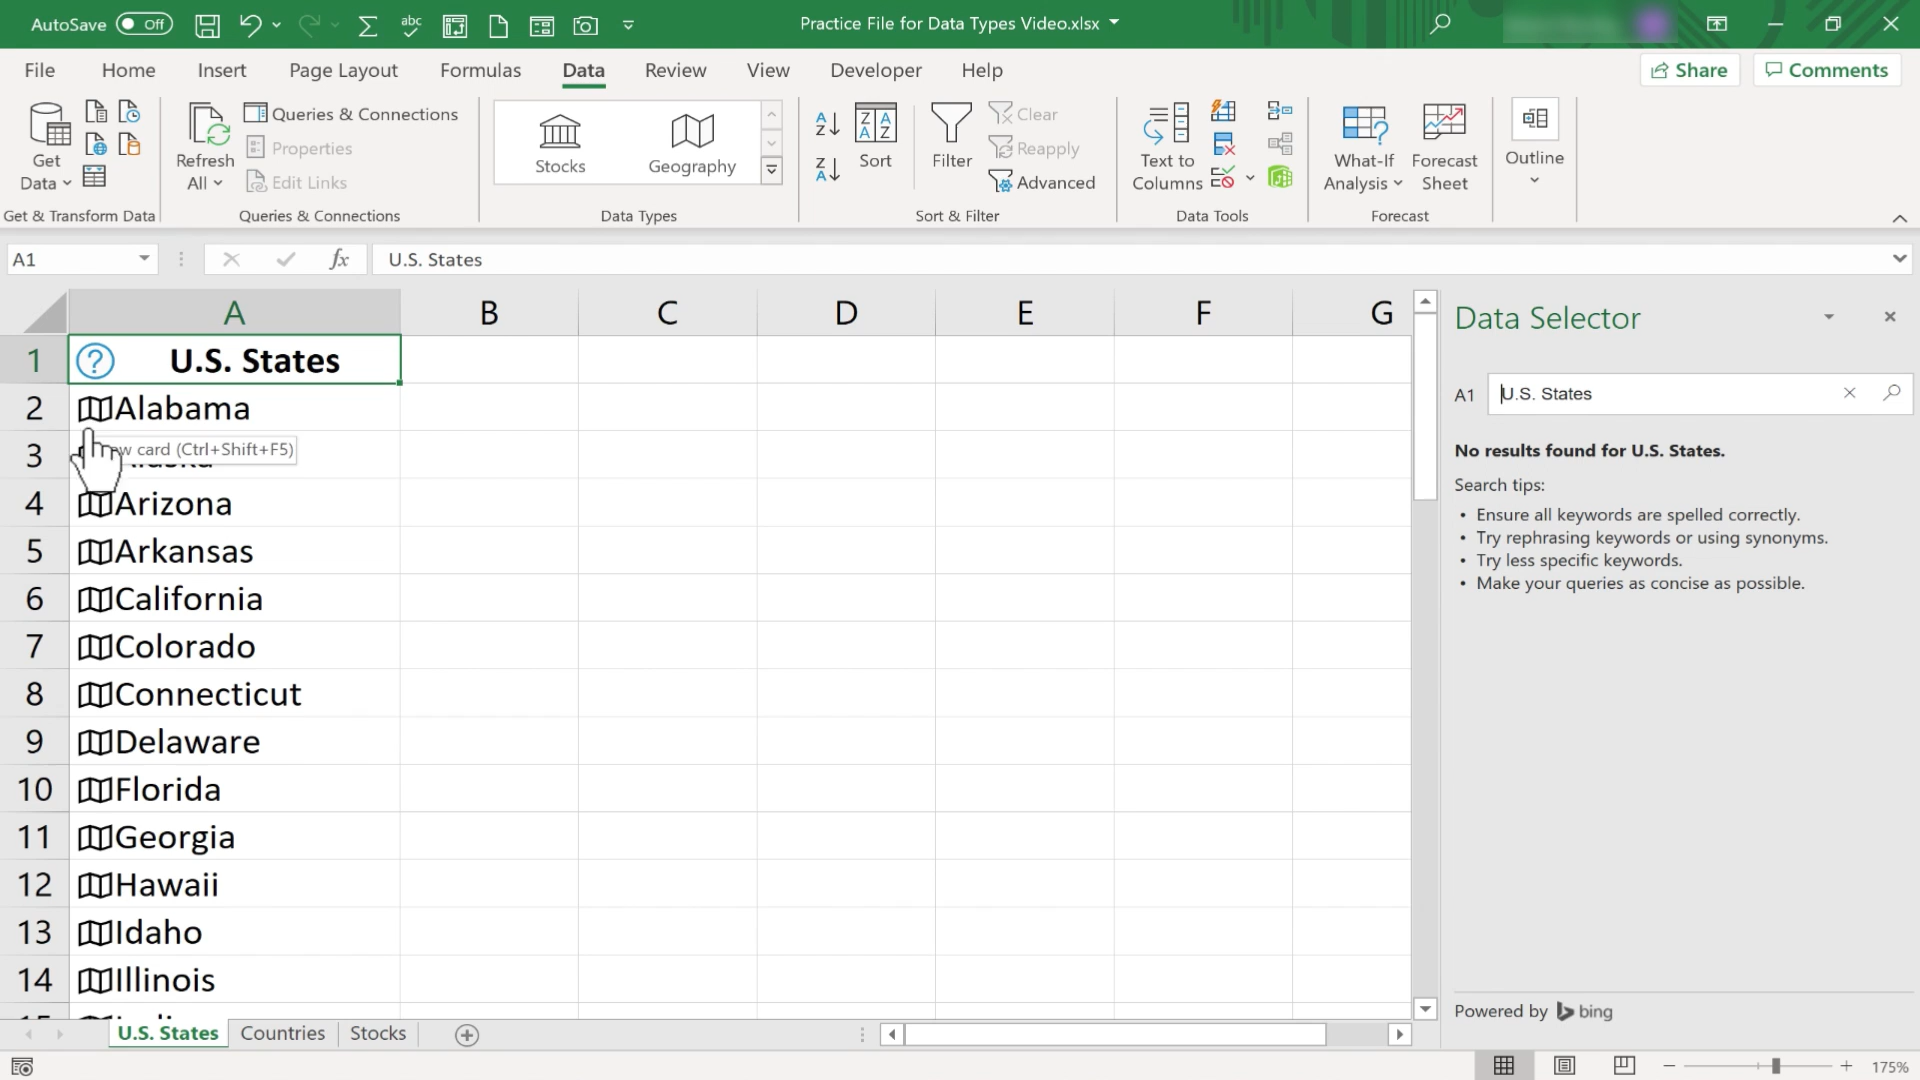 AutoSave Off abc Practice File for Data Types Video.xlsx
File Home Insert Page Layout Formulas Data Review View Developer Help Share Comments
Get Data
Refresh All
Queries & Connections
Properties
Edit Links
Stocks
Geography
Sort
Filter
Clear
Reapply
Advanced
Text to Columns
What-If Analysis
Forecast Sheet
Outline
Get & Transform Data Queries & Connections Data Types Sort & Filter Data Tools Forecast
A1 fx U.S. States
A B C D E F G
1 U.S. States
2 Alabama
3
card (Ctrl+Shift+F5)
4 Arizona
5 Arkansas
6 California
7 Colorado
8 Connecticut
9 Delaware
10 Florida
11 Georgia
12 Hawaii
13 Idaho
14 Illinois
Data Selector
A1 U.S. States
No results found for U.S. States.
Search tips:
• Ensure all keywords are spelled correctly.
• Try rephrasing keywords or using synonyms.
• Try less specific keywords.
• Make your queries as concise as possible.
Powered by bing
U.S. States Countries Stocks
175%